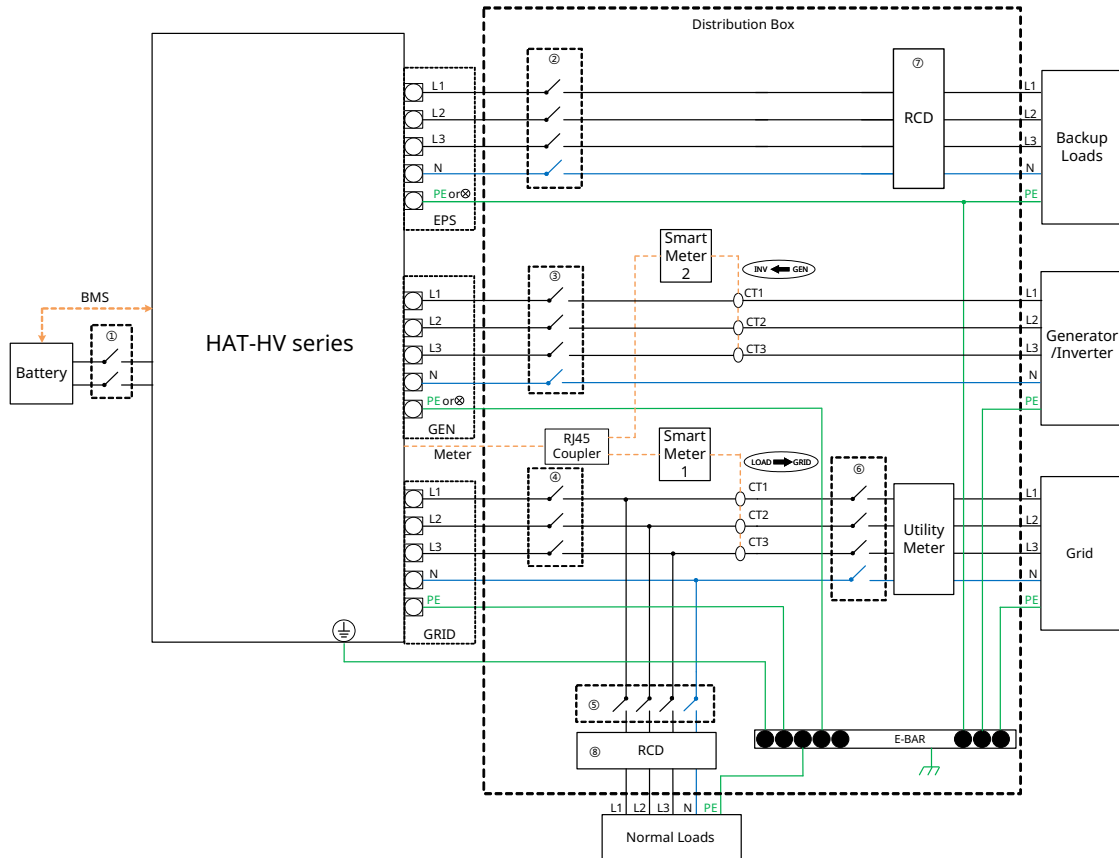 Distribution Box
②
⑦
L1
L2
L3
N
PE or⊗
EPS
RCD
L1
L2
L3
N
PE
Backup
Loads
Smart
Meter
2
INV GEN
③
L1
L2
L3
N
PE or⊗
GEN
CT1
CT2
CT3
L1
L2
L3
N
PE
Generator
/Inverter
BMS
①
Battery
HAT-HV series
Meter
RJ45
Coupler
Smart
Meter
1
LOAD GRID
④
⑥
L1
L2
L3
N
PE
GRID
CT1
CT2
CT3
Utility
Meter
L1
L2
L3
N
PE
Grid
⑤
⑧ RCD
E-BAR
L1 L2 L3 N PE
Normal Loads